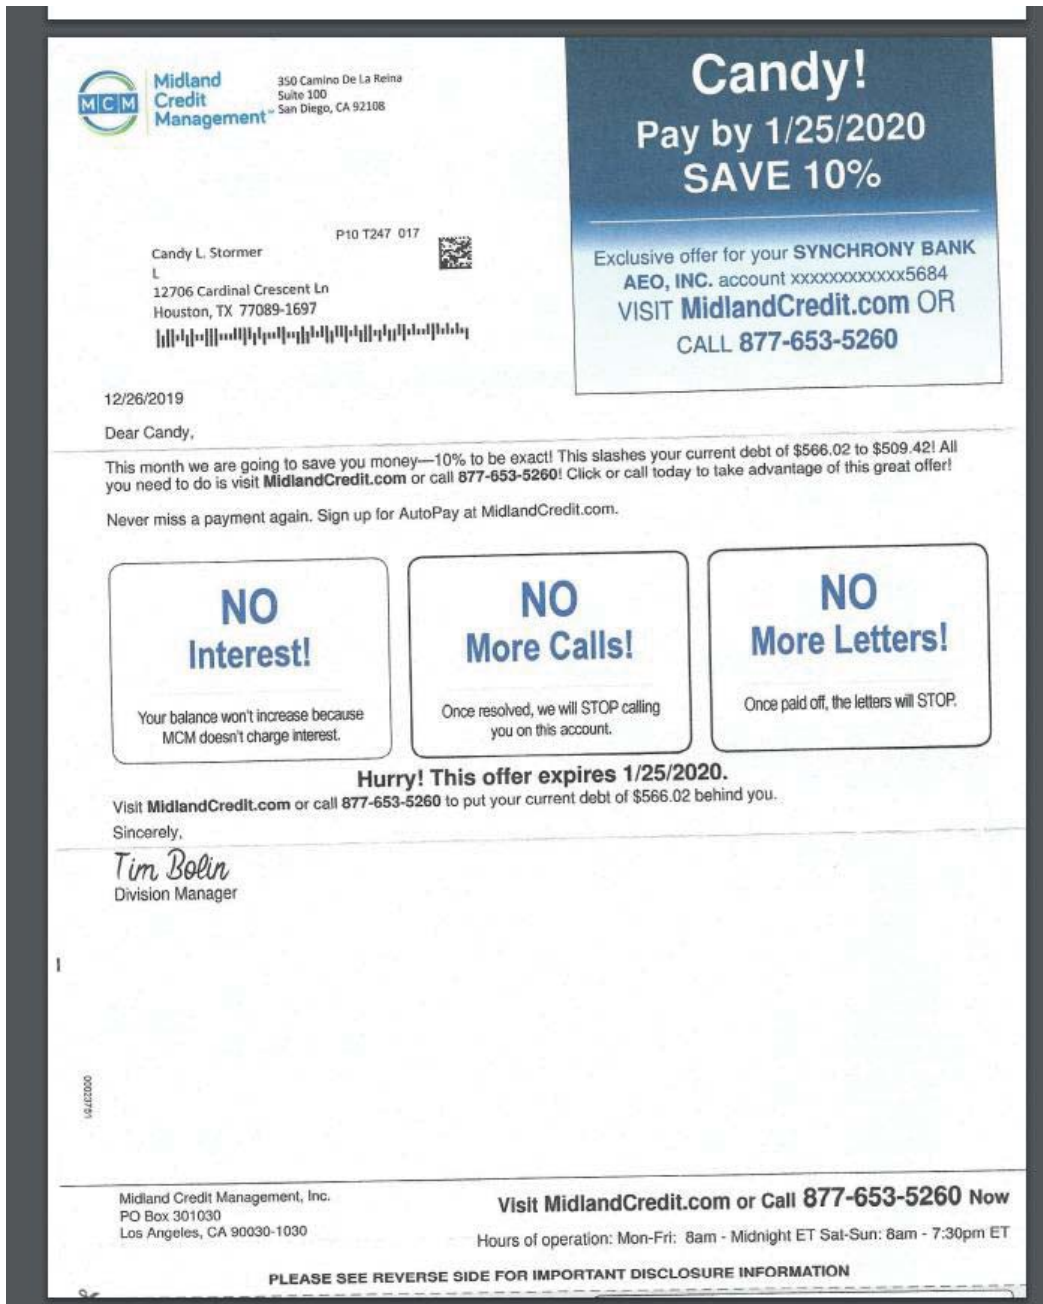 MCM
Midland
Credit
Management
350 Camino De La Reina
Suite 100
San Diego, CA 92108
Candy!
Pay by 1/25/2020
SAVE 10%
Exclusive offer for your SYNCHRONY BANK
AEO, INC. account xxxxxxxxxxxx5684
VISIT MidlandCredit.com OR
CALL 877-653-5260
P10 T247 017
Candy L. Stormer
L
12706 Cardinal Crescent Ln
Houston, TX 77089-1697
12/26/2019
Dear Candy,
This month we are going to save you money—10% to be exact! This slashes your current debt of $566.02 to $509.42! All
you need to do is visit MidlandCredit.com or call 877-653-5260! Click or call today to take advantage of this great offer!
Never miss a payment again. Sign up for AutoPay at MidlandCredit.com.
NO
Interest!
Your balance won't increase because
MCM doesn't charge interest.
NO
More Calls!
Once resolved, we will STOP calling
you on this account.
NO
More Letters!
Once paid off, the letters will STOP.
Hurry! This offer expires 1/25/2020.
Visit MidlandCredit.com or call 877-653-5260 to put your current debt of $566.02 behind you.
Sincerely,
Tim Bolin
Division Manager
00023761
Midland Credit Management, Inc.
PO Box 301030
Los Angeles, CA 90030-1030
Visit MidlandCredit.com or Call 877-653-5260 Now
Hours of operation: Mon-Fri: 8am - Midnight ET Sat-Sun: 8am - 7:30pm ET
PLEASE SEE REVERSE SIDE FOR IMPORTANT DISCLOSURE INFORMATION